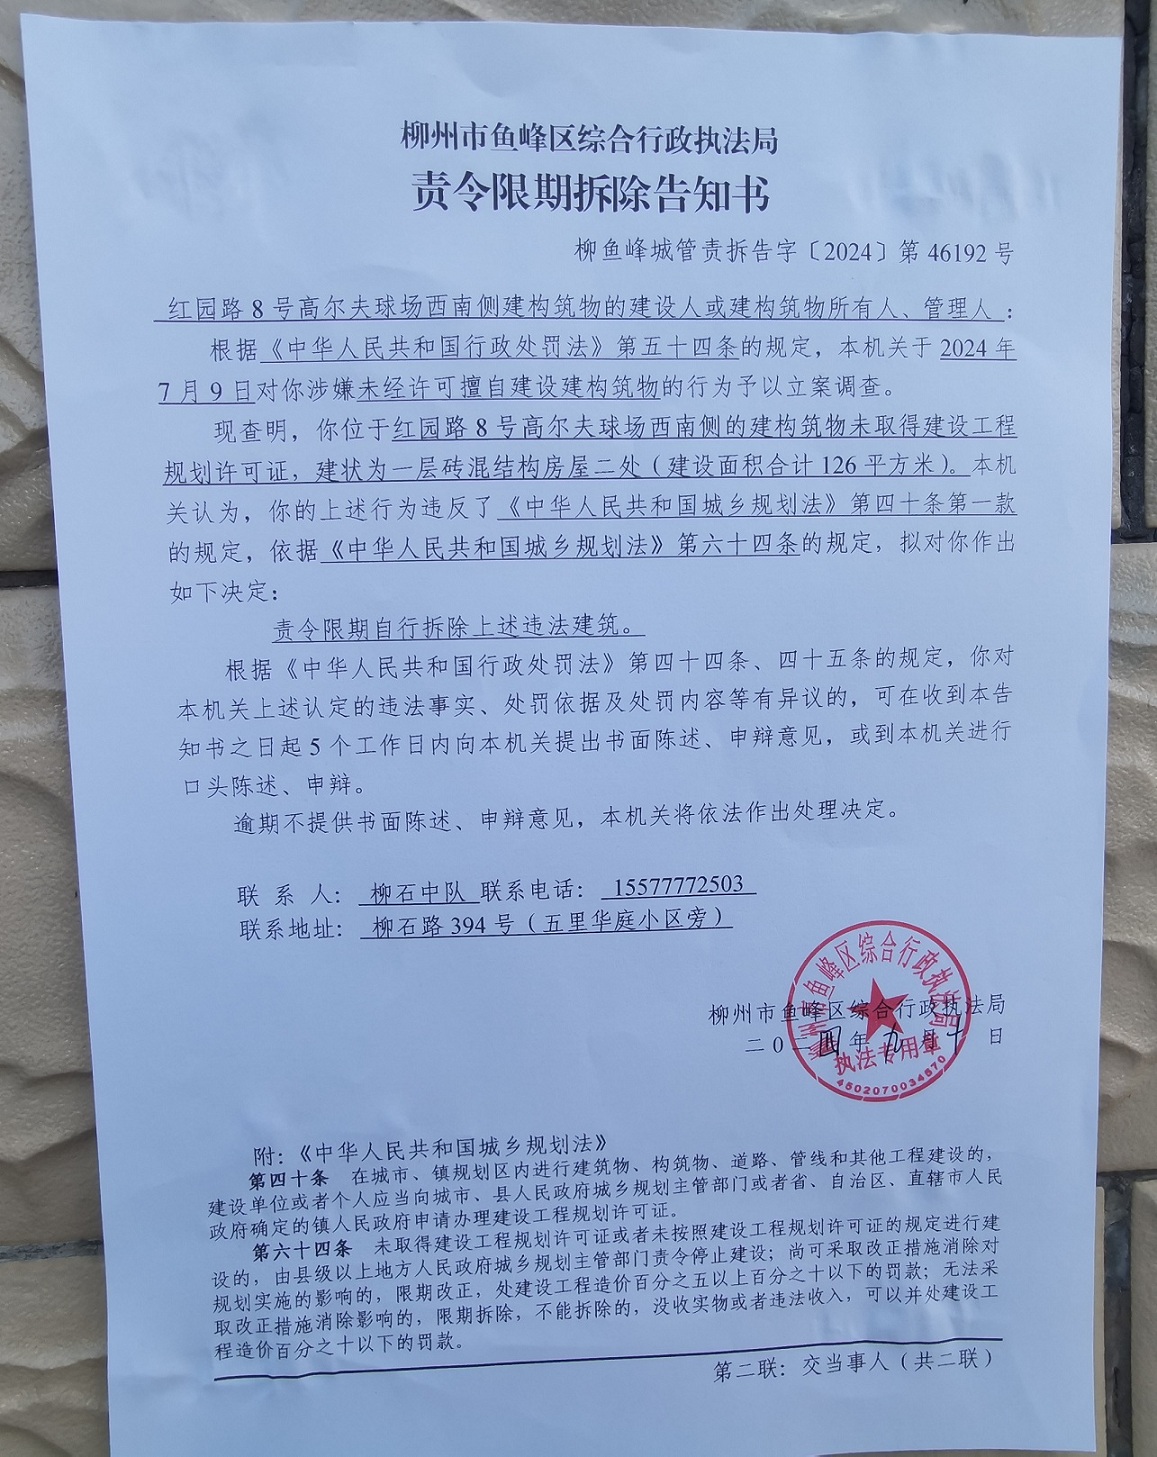 柳州市鱼峰区综合行政执法局
责令限期拆除告知书
柳鱼峰城管责拆告字〔2024〕第 46192 号
红园路 8 号高尔夫球场西南侧建构筑物的建设人或建构筑物所有人、管理人：
根据《中华人民共和国行政处罚法》第五十四条的规定，本机关于 2024 年
7 月 9 日对你涉嫌未经许可擅自建设建构筑物的行为予以立案调查。
现查明，你位于红园路 8 号高尔夫球场西南侧的建构筑物未取得建设工程
规划许可证，建状为一层砖混结构房屋二处（建设面积合计 126 平方米）。本机
关认为，你的上述行为违反了《中华人民共和国城乡规划法》第四十条第一款
的规定，依据《中华人民共和国城乡规划法》第六十四条的规定，拟对你作出
如下决定：
责令限期自行拆除上述违法建筑。
根据《中华人民共和国行政处罚法》第四十四条、四十五条的规定，你对
本机关上述认定的违法事实、处罚依据及处罚内容等有异议的，可在收到本告
知书之日起 5 个工作日内向本机关提出书面陈述、申辩意见，或到本机关进行
口头陈述、申辩。
逾期不提供书面陈述、申辩意见，本机关将依法作出处理决定。
联 系 人： 柳石中队 联系电话： 15577772503
联系地址： 柳石路 394 号（五里华庭小区旁）
柳州市鱼峰区综合行政执法局
二0二四年九月十日
柳州市鱼峰区综合行政执法局
执法专用章
4502070034570
附：《中华人民共和国城乡规划法》
第四十条 在城市、镇规划区内进行建筑物、构筑物、道路、管线和其他工程建设的，
建设单位或者个人应当向城市、县人民政府城乡规划主管部门或者省、自治区、直辖市人民
政府确定的镇人民政府申请办理建设工程规划许可证。
第六十四条 未取得建设工程规划许可证或者未按照建设工程规划许可证的规定进行建
设的，由县级以上地方人民政府城乡规划主管部门责令停止建设；尚可采取改正措施消除对
规划实施的影响的，限期改正，处建设工程造价百分之五以上百分之十以下的罚款；无法采
取改正措施消除影响的，限期拆除，不能拆除的，没收实物或者违法收入，可以并处建设工
程造价百分之十以下的罚款。
第二联：交当事人（共二联）